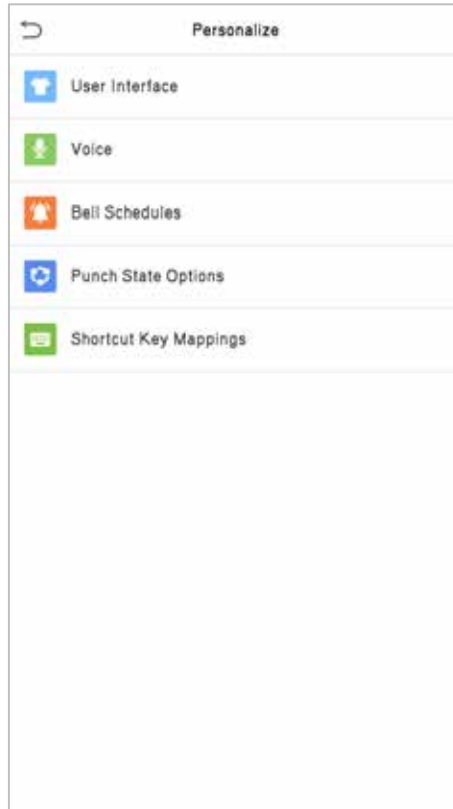 Personalize
User Interface
Voice
Bell Schedules
Punch State Options
Shortcut Key Mappings